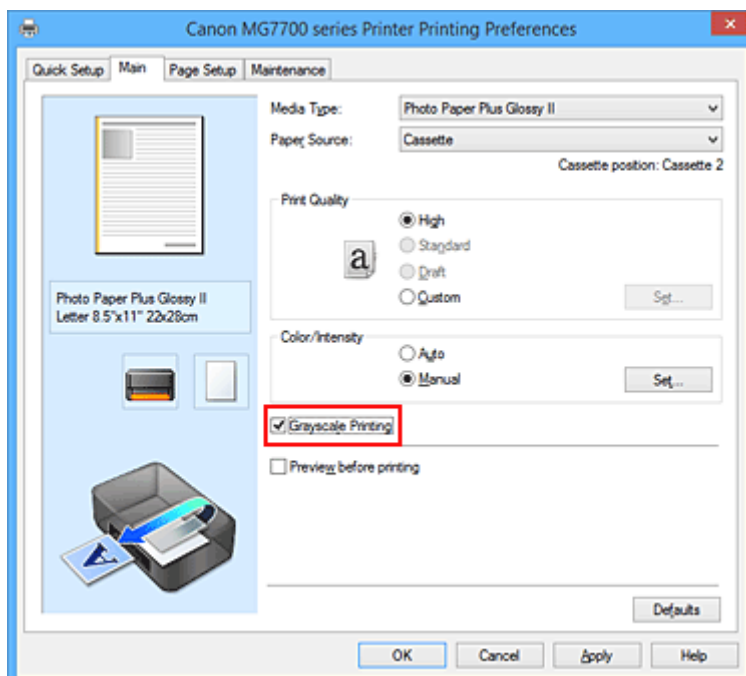 Canon MG7700 series Printer Printing Preferences
Quick Setup Main Page Setup Maintenance
Media Type: Photo Paper Plus Glossy II
Paper Source: Cassette
Cassette position: Cassette 2
Print Quality
High
a Standard
Draft
Custom Set...
Photo Paper Plus Glossy II
Letter 8.5"x11" 22x28cm
Color/Intensity
Auto
Manual Set...
Grayscale Printing
Preview before printing
A
Defaults
OK Cancel Apply Help